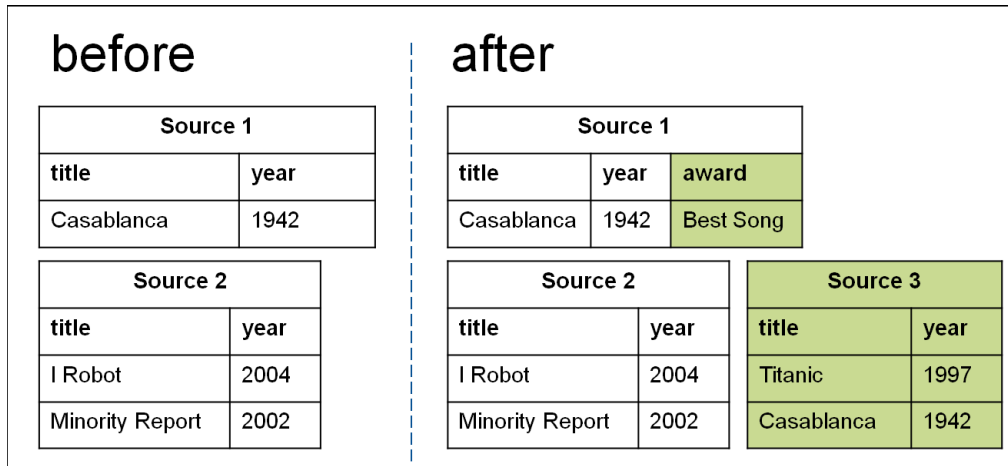 before
Source 1
title year
Casablanca 1942
Source 2
title year
I Robot 2004
Minority Report 2002
after
Source 1
title year award
Casablanca 1942 Best Song
Source 2
title year
I Robot 2004
Minority Report 2002
Source 3
title year
Titanic 1997
Casablanca 1942